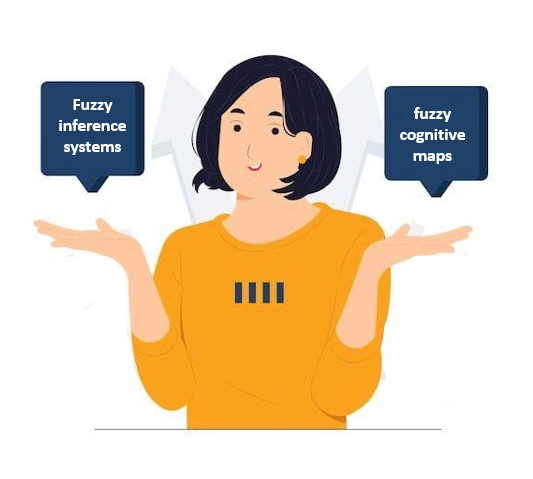 Fuzzy
inference
systems
fuzzy
cognitive
maps